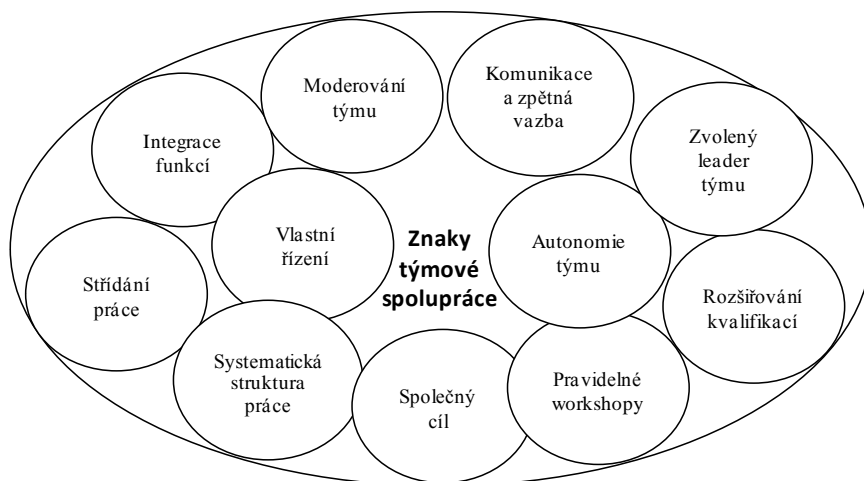 Moderování
týmu
Komunikace
a zpětná
vazba
Integrace
funkcí
Zvolený
leader
týmu
Vlastní
řízení
Znaky
týmové
spolupráce
Autonomie
týmu
Střídání
práce
Rozšiřování
kvalifikací
Systematická
struktura
práce
Společný
cíl
Pravidelné
workshopy